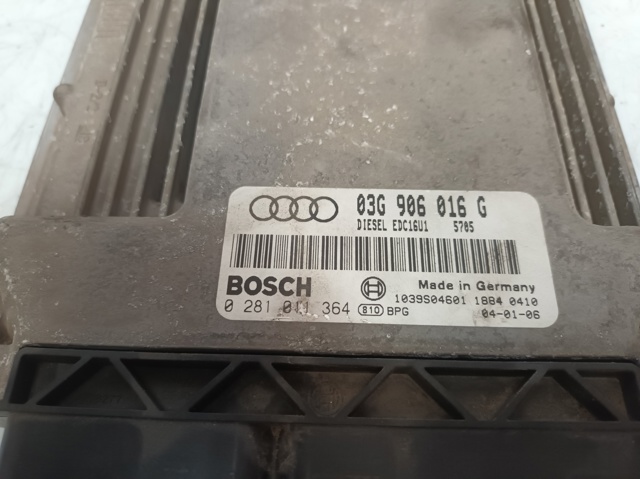 03G 906 016 G
DIESEL EDC16U1 5705
BOSCH
Made in Germany
0 281 011 364 810 BPG
1039S04601 1884 0410
04-01-06